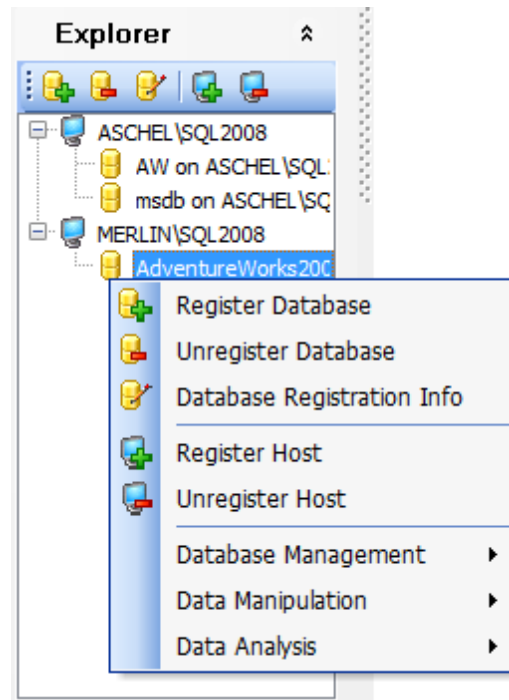 Explorer
ASCHEL\SQL2008
AW on ASCHEL\SQL
msdb on ASCHEL\SQ
MERLIN\SQL2008
AdventureWorks200
Register Database
Unregister Database
Database Registration Info
Register Host
Unregister Host
Database Management
Data Manipulation
Data Analysis